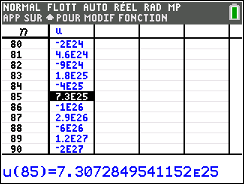 NORMAL FLOTT AUTO RÉEL RAD MP
APP SUR ↑ POUR MODIF FONCTION
n u
80 -2E24
81 4.6E24
82 -9E24
83 1.8E25
84 -4E25
85 7.3E25
86 -1E26
87 2.9E26
88 -6E26
89 1.2E27
90 -2E27
u(85)=7.3072849541152E25